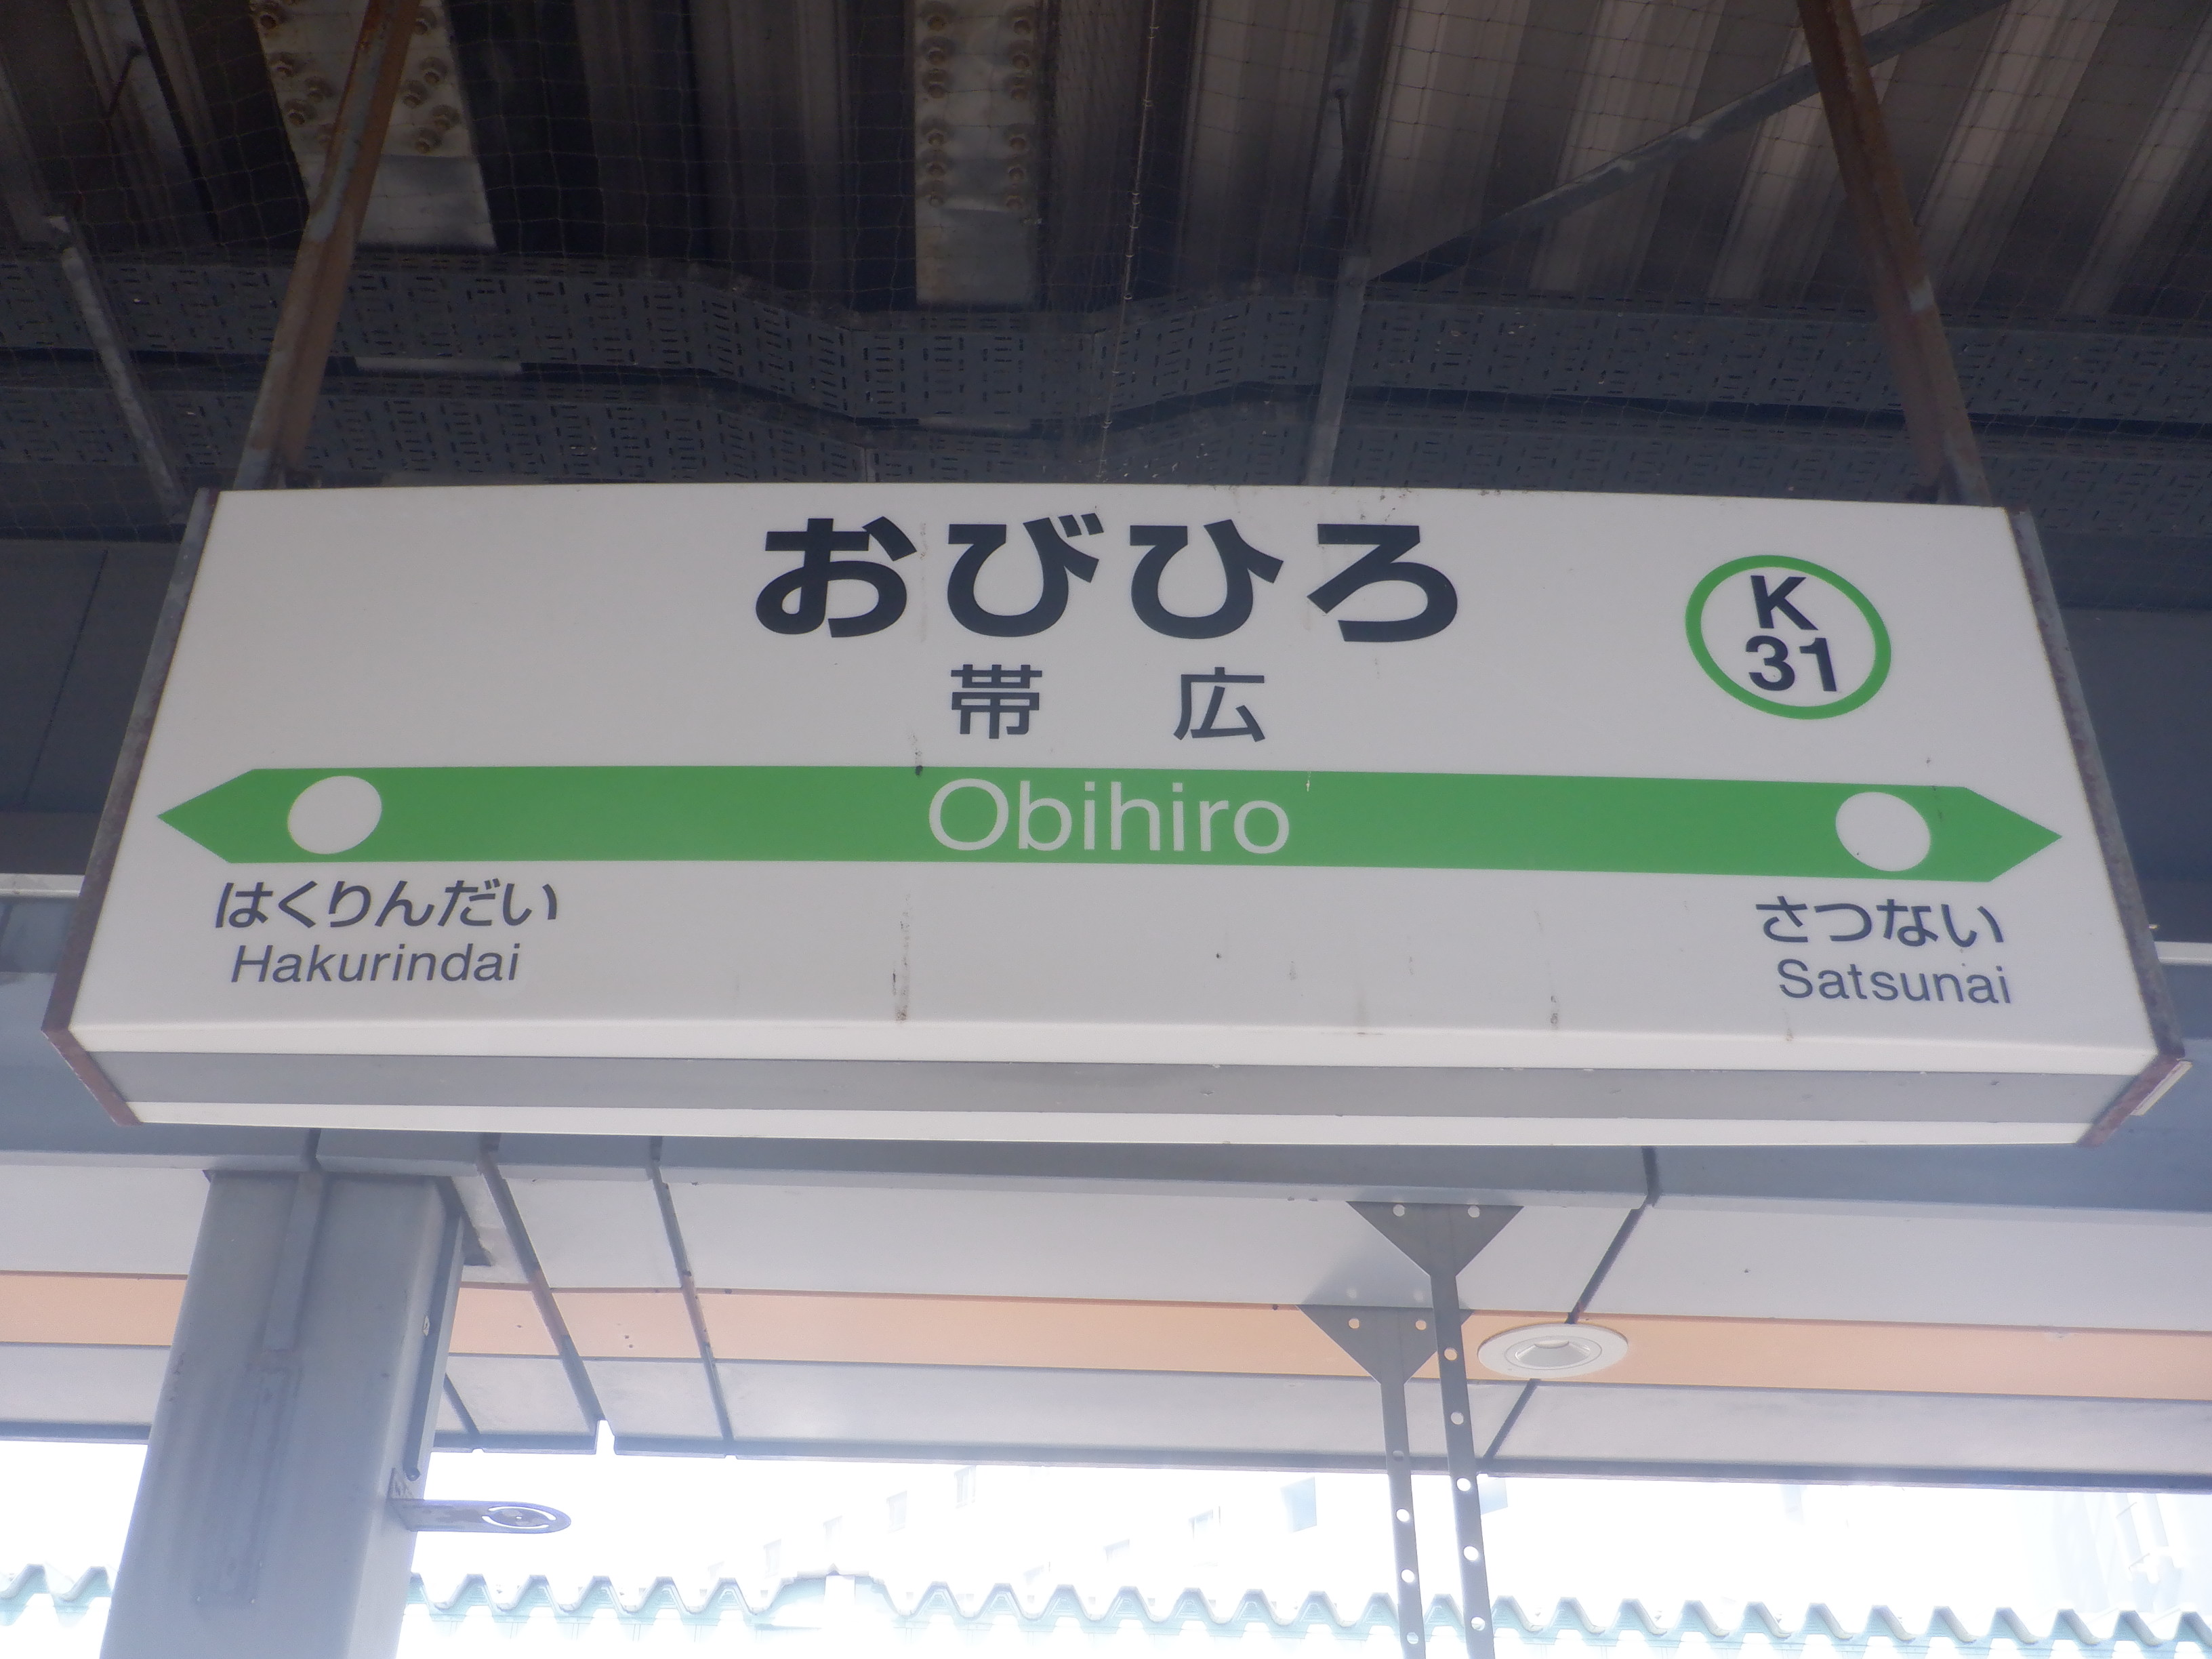 おびひろ
帯 広
K
31
Obihiro
はくりんだい
Hakurindai
さつない
Satsunai